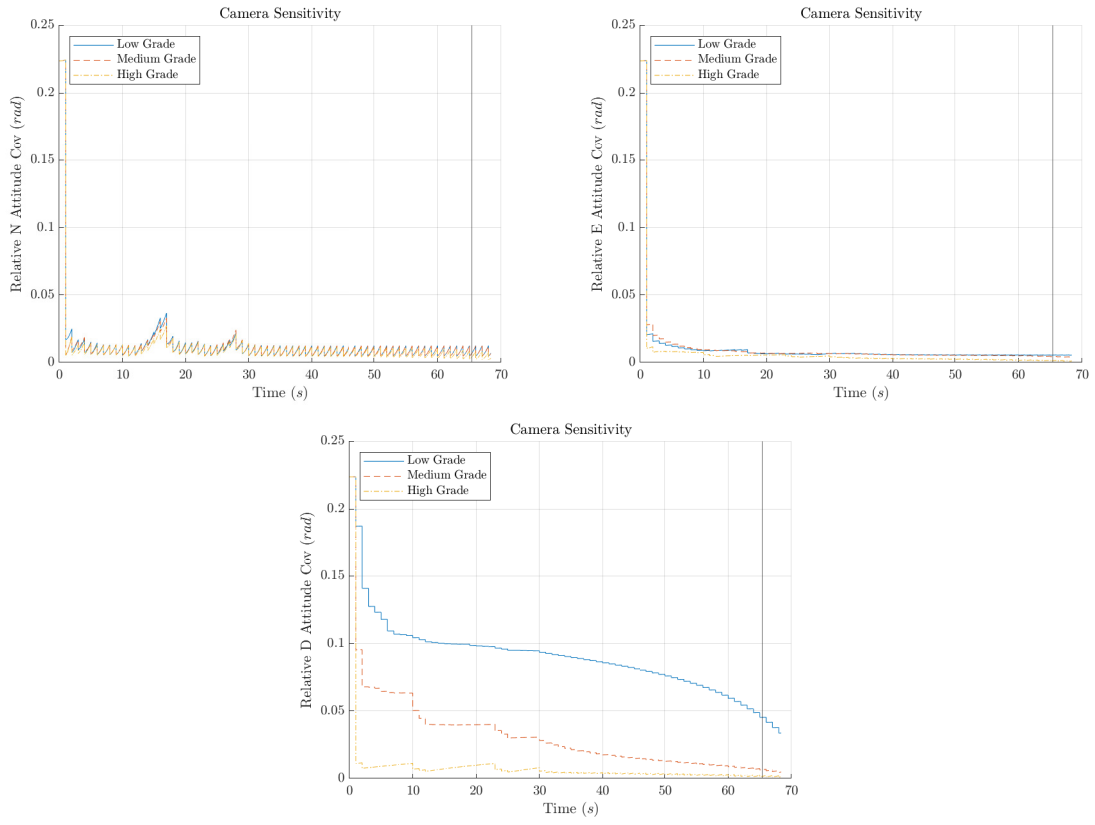 Camera Sensitivity
Relative N Attitude Cov (rad)
0.25
0.2
0.15
0.1
0.05
0
Low Grade
Medium Grade
High Grade
0 10 20 30 40 50 60 70
Time (s)
Camera Sensitivity
Relative E Attitude Cov (rad)
0.25
0.2
0.15
0.1
0.05
0
Low Grade
Medium Grade
High Grade
0 10 20 30 40 50 60 70
Time (s)
Camera Sensitivity
Relative D Attitude Cov (rad)
0.25
0.2
0.15
0.1
0.05
0
Low Grade
Medium Grade
High Grade
0 10 20 30 40 50 60 70
Time (s)